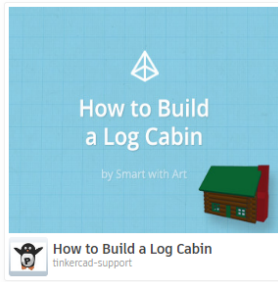 How to Build
a Log Cabin
by Smart with Art
How to Build a Log Cabin
tinkercad-support